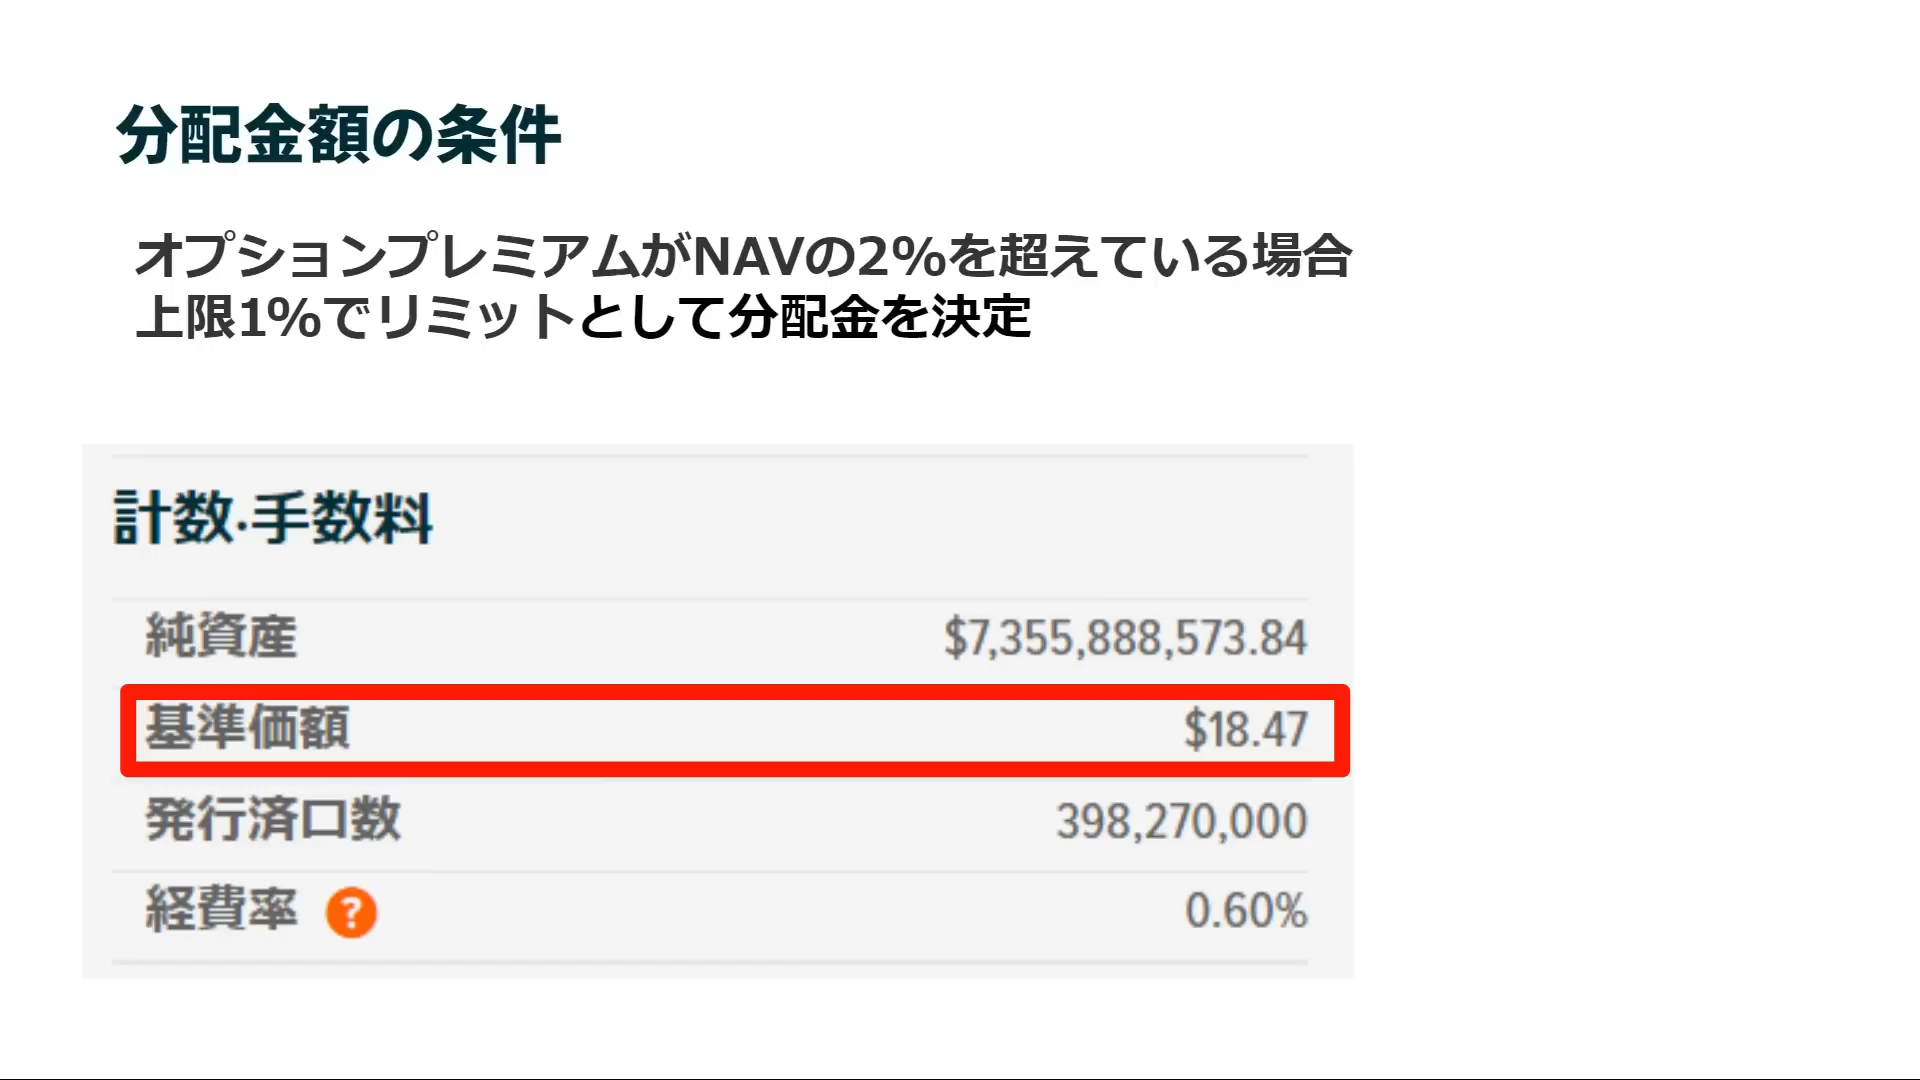 分配金額の条件
オプションプレミアムがNAVの2%を超えている場合
上限1%でリミットとして分配金を決定
計数·手数料
純資産 $7,355,888,573.84
基準価額 $18.47
発行済口数 398,270,000
経費率 ? 0.60%